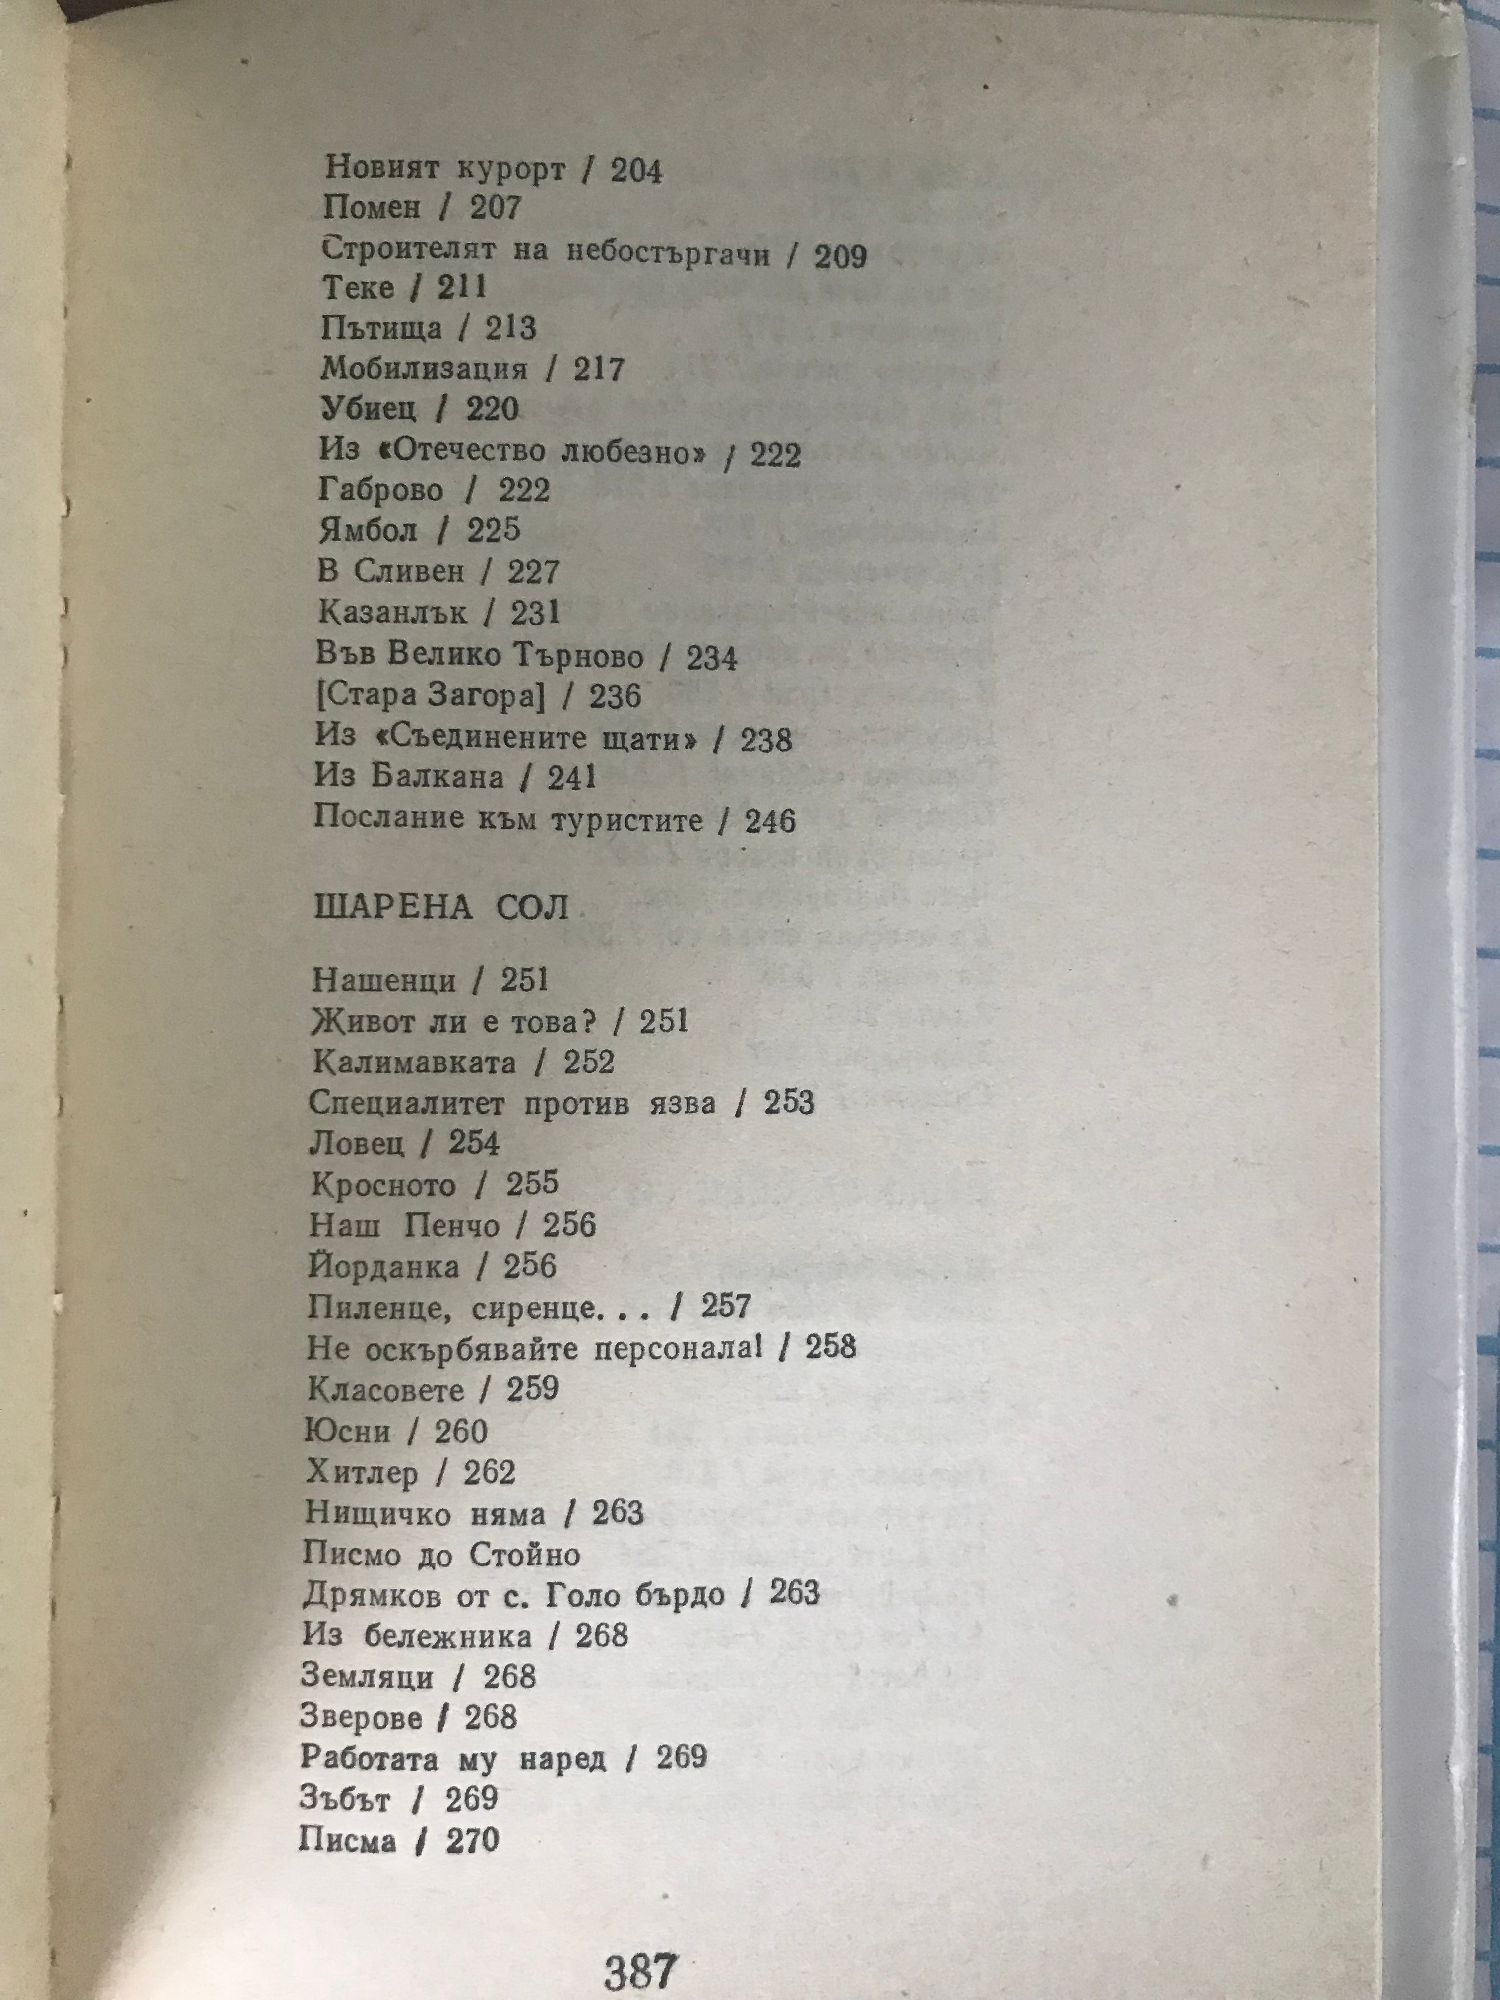 Новият курорт / 204
Помен / 207
Строителят на небостъргачи / 209
Теке / 211
Пътища / 213
Мобилизация / 217
Убиец / 220
Из «Отечество любезно» / 222
Габрово / 222
Ямбол / 225
В Сливен / 227
Казанлък / 231
Във Велико Търново / 234
[Стара Загора] / 236
Из «Съединените щати» / 238
Из Балкана / 241
Послание към туристите / 246
ШАРЕНА СОЛ
Нашенци / 251
Живот ли е това? / 251
Калимавката / 252
Специалитет против язва / 253
Ловец / 254
Кросното / 255
Наш Пенчо / 256
Йорданка / 256
Пиленце, сиренце. . . / 257
Не оскърбявайте персонала! / 258
Класовете / 259
Юсни / 260
Хитлер / 262
Нищичко няма / 263
Писмо до Стойно
Дрямков от с. Голо бърдо / 263
Из бележника / 268
Земляци / 268
Зверове / 268
Работата му наред / 269
Зъбът / 269
Писма / 270
387